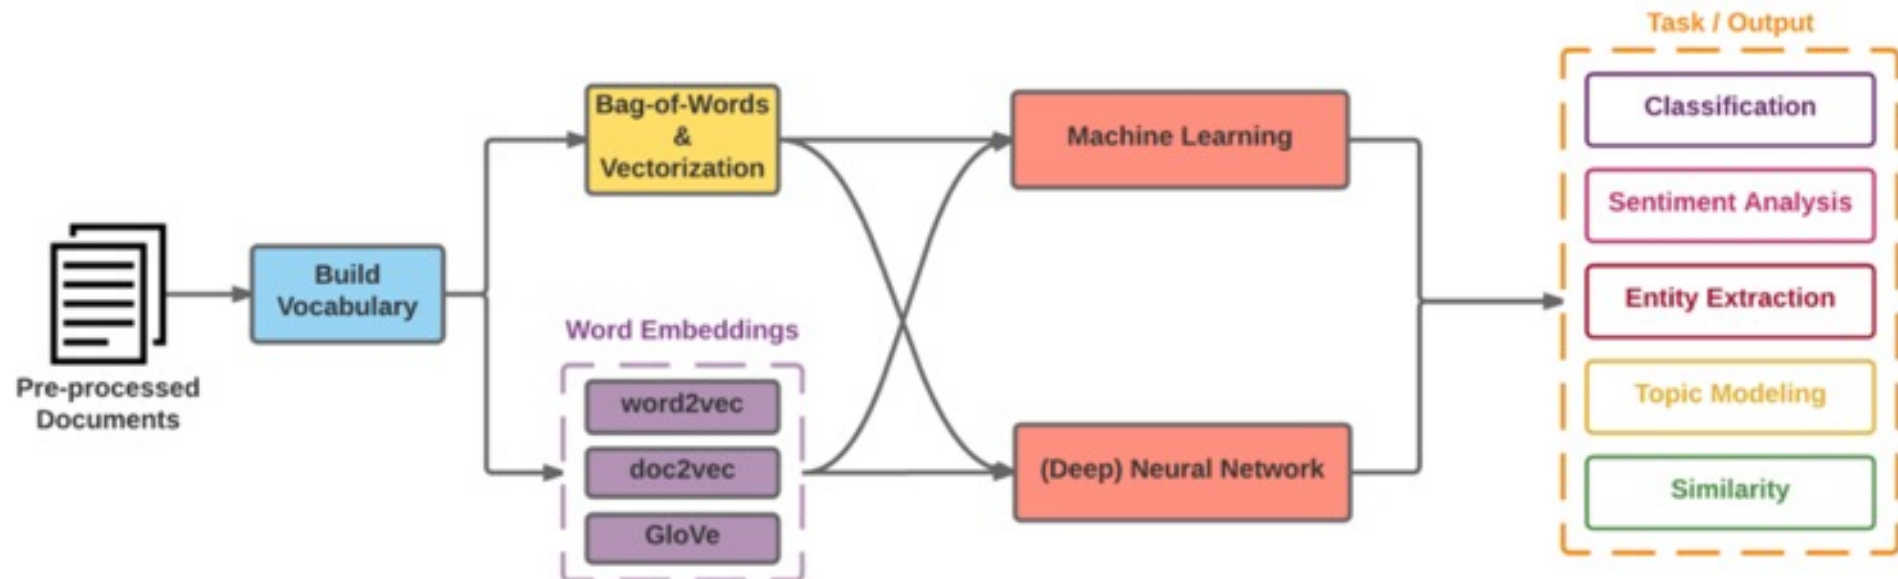 Task / Output
Bag-of-Words
&
Vectorization
Machine Learning
Classification
Sentiment Analysis
Build
Vocabulary
Entity Extraction
Word Embeddings
Pre-processed
Documents
word2vec
doc2vec
GloVe
(Deep) Neural Network
Topic Modeling
Similarity